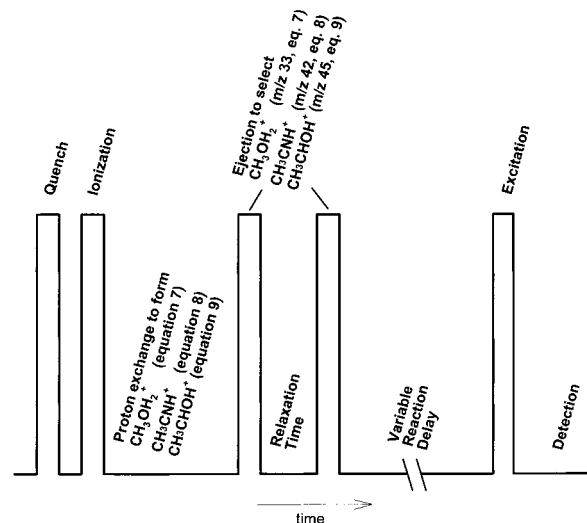 Quench
Ionization
Proton exchange to form
CH₃OH₂⁺ (equation 7)
CH³CNH⁺ (equation 8)
CH³CHOH⁺ (equation 9)
Ejection to select
CH₃OH₂⁺ (m/z 33, eq. 7)
CH³CNH⁺ (m/z 42, eq. 8)
CH³CHOH⁺ (m/z 45, eq. 9)
Relaxation
Time
Variable
Reaction
Delay
Excitation
Detection
time